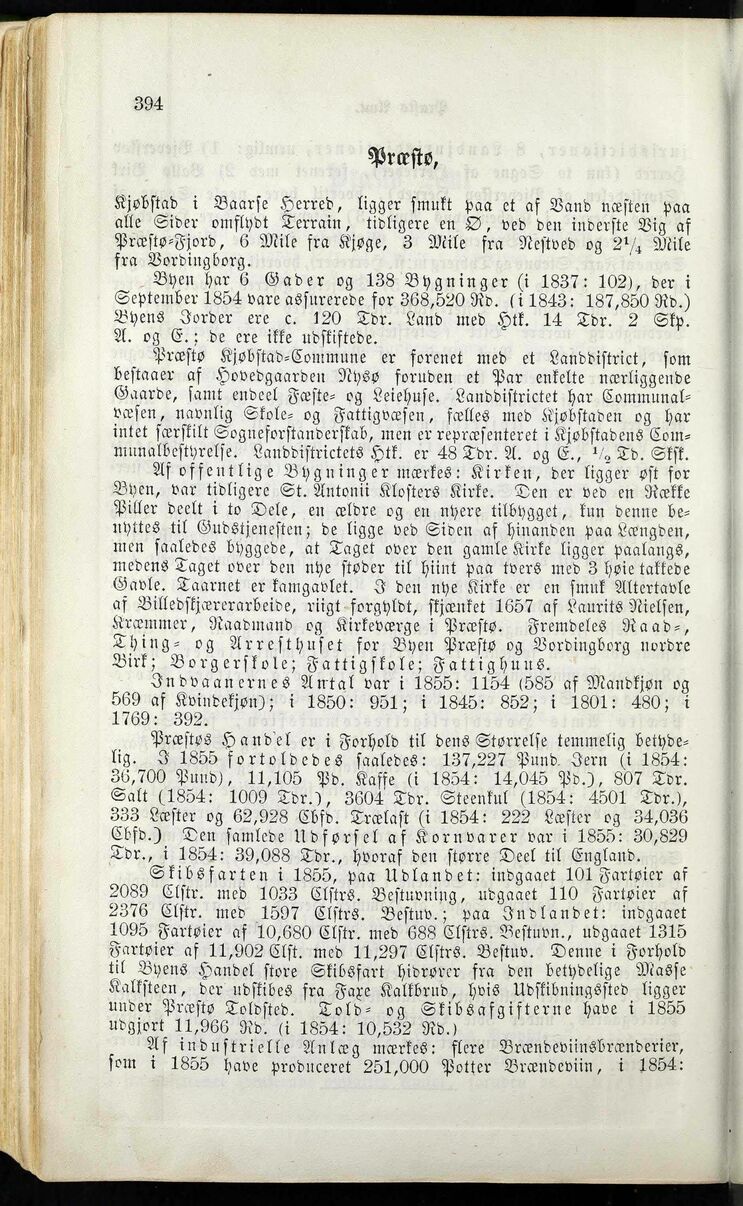 394
Præstø,
Kjøbstad i Baarse Herred, ligger smukt paa et af Vand næsten paa
alle Sider omflydt Terrain, tidligere en Ø, ved den inderste Vig af
Præstø-Fjord, 6 Mile fra Kjøge, 3 Mile fra Nestved og 2¼ Mile
fra Vordingborg.
Byen har 6 Gader og 138 Bygninger (i 1837: 102), der i
September 1854 vare assurerede for 368,520 Rd. (i 1843: 187,850 Rd.)
Byens Jorder ere c. 120 Tdr. Land med Htk. 14 Tdr. 2 Skp.
A. og E.; de ere ikke udskiftede.
Præstø Kjøbstad-Commune er forenet med et Landdistrict, som
bestaaer af Hovedgaarden Nysø foruden et Par enkelte nærliggende
Gaarde, samt endeel Fæste- og Leiehuse. Landdistrictet har Communal-
væsen, navnlig Skole- og Fattigvæsen, fælles med Kjøbstaden og har
intet særskilt Sogneforstanderskab, men er repræsenteret i Kjøbstadens Com-
munalbestyrelse. Landdistrictets Htk. er 48 Tdr. A. og E., ½ Td. Sksk.
Af offentlige Bygninger mærkes: Kirken, der ligger øst for
Byen, var tidligere St. Antonii Klosters Kirke. Den er ved en Række
Piller deelt i to Dele, en ældre og en nyere tilbygget, kun denne be-
nyttes til Gudstjenesten; de ligge ved Siden af hinanden paa Længden,
men saaledes byggede, at Taget over den gamle Kirke ligger paalangs,
medens Taget over den nye støder til hiint paa tvers med 3 høie takkede
Gavle. Taarnet er kamgavlet. I den nye Kirke er en smuk Altertavle
af Billedskjærerarbeide, riigt forgyldt, skjænket 1657 af Laurits Nielsen,
Kræmmer, Raadmand og Kirkeværge i Præstø. Fremdeles Raad-,
Thing- og Arresthuset for Byen Præstø og Vordingborg nordre
Birk; Borgerskole; Fattigskole; Fattighuus.
Indvaanernes Antal var i 1855: 1154 (585 af Mandkjøn og
569 af Kvindekjøn); i 1850: 951; i 1845: 852; i 1801: 480; i
1769: 392.
Præstøs Handel er i Forhold til dens Størrelse temmelig betyde-
lig. I 1855 fortoldedes saaledes: 137,227 Pund Jern (i 1854:
36,700 Pund), 11,105 Pd. Kaffe (i 1854: 14,045 Pd.), 807 Tdr.
Salt (1854: 1009 Tdr.), 3604 Tdr. Steenkul (1854: 4501 Tdr.),
333 Læster og 62,928 Cbfd. Trælast (i 1854: 222 Læster og 34,036
Cbfd.) Den samlede Udførsel af Kornvarer var i 1855: 30,829
Tdr., i 1854: 39,088 Tdr., hvoraf den større Deel til England.
Skibsfarten i 1855, paa Udlandet: indgaaet 101 Fartøier af
2089 Clstr. med 1033 Clstrs. Bestuvning, udgaaet 110 Fartøier af
2376 Clstr. med 1597 Clstrs. Bestuv.; paa Indlandet: indgaaet
1095 Fartøier af 10,680 Clstr. med 688 Clstrs. Bestuvn., udgaaet 1315
Fartøier af 11,902 Clst. med 11,297 Clstrs. Bestuv. Denne i Forhold
til Byens Handel store Skibsfart hidrører fra den betydelige Masse
Kalksteen, der udskibes fra Faxe Kalkbrud, hvis Udskibningssted ligger
under Præstø Toldsted. Told- og Skibsafgifterne have i 1855
udgjort 11,966 Rd. (i 1854: 10,532 Rd.)
Af industrielle Anlæg mærkes: flere Brændeviinsbrænderier,
som i 1855 have produceret 251,000 Potter Brændeviin, i 1854: